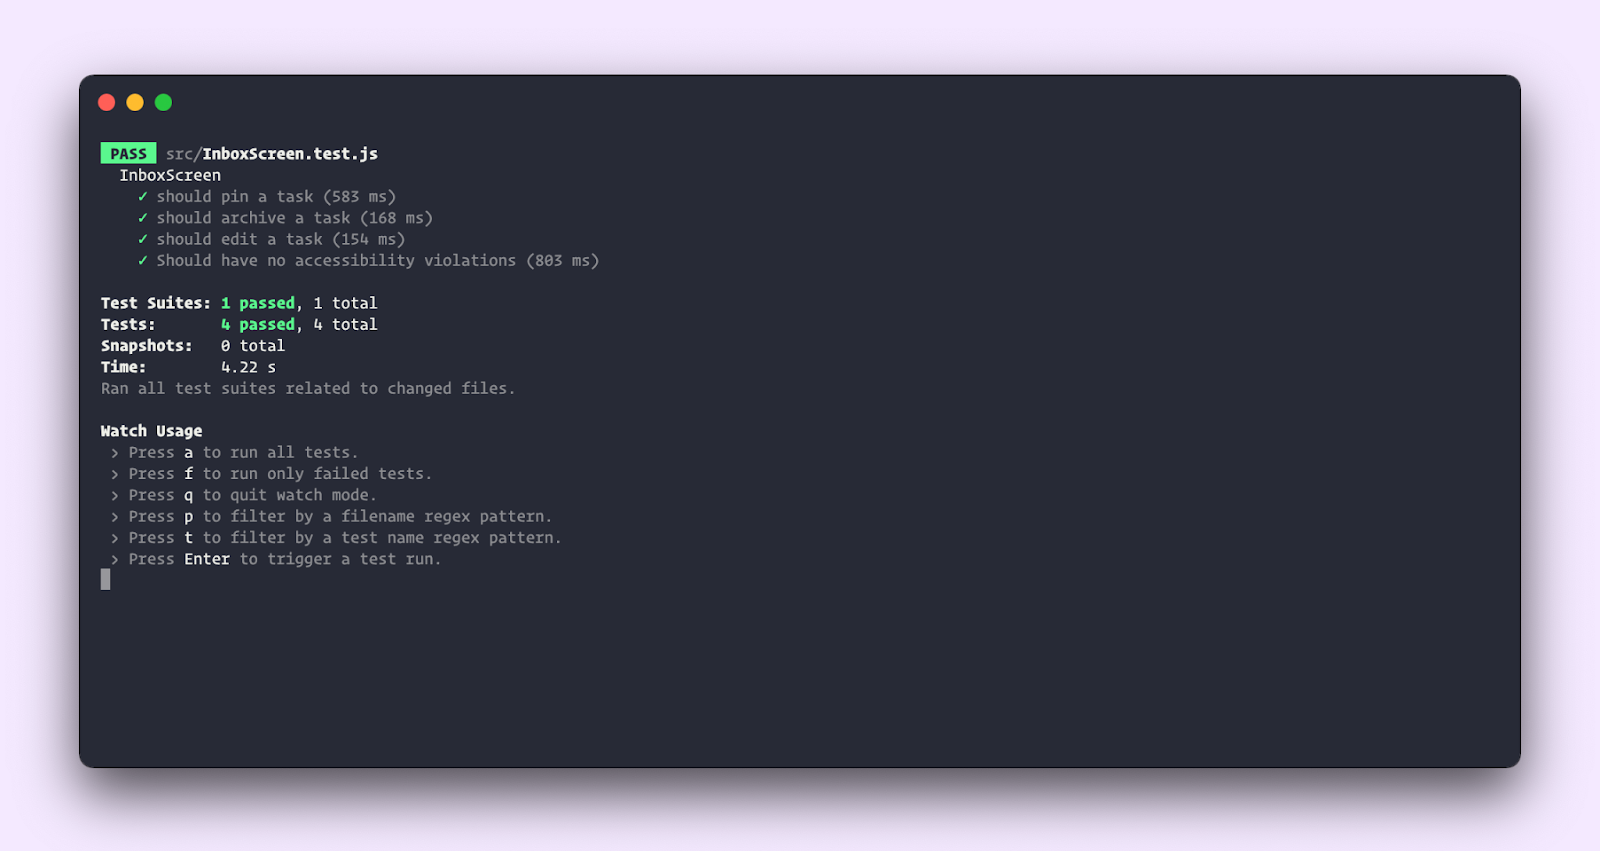 PASS src/InboxScreen.test.js
InboxScreen
✓ should pin a task (583 ms)
✓ should archive a task (168 ms)
✓ should edit a task (154 ms)
✓ Should have no accessibility violations (803 ms)
Test Suites: 1 passed, 1 total
Tests: 4 passed, 4 total
Snapshots: 0 total
Time: 4.22 s
Ran all test suites related to changed files.
Watch Usage
› Press a to run all tests.
› Press f to run only failed tests.
› Press q to quit watch mode.
› Press p to filter by a filename regex pattern.
› Press t to filter by a test name regex pattern.
› Press Enter to trigger a test run.